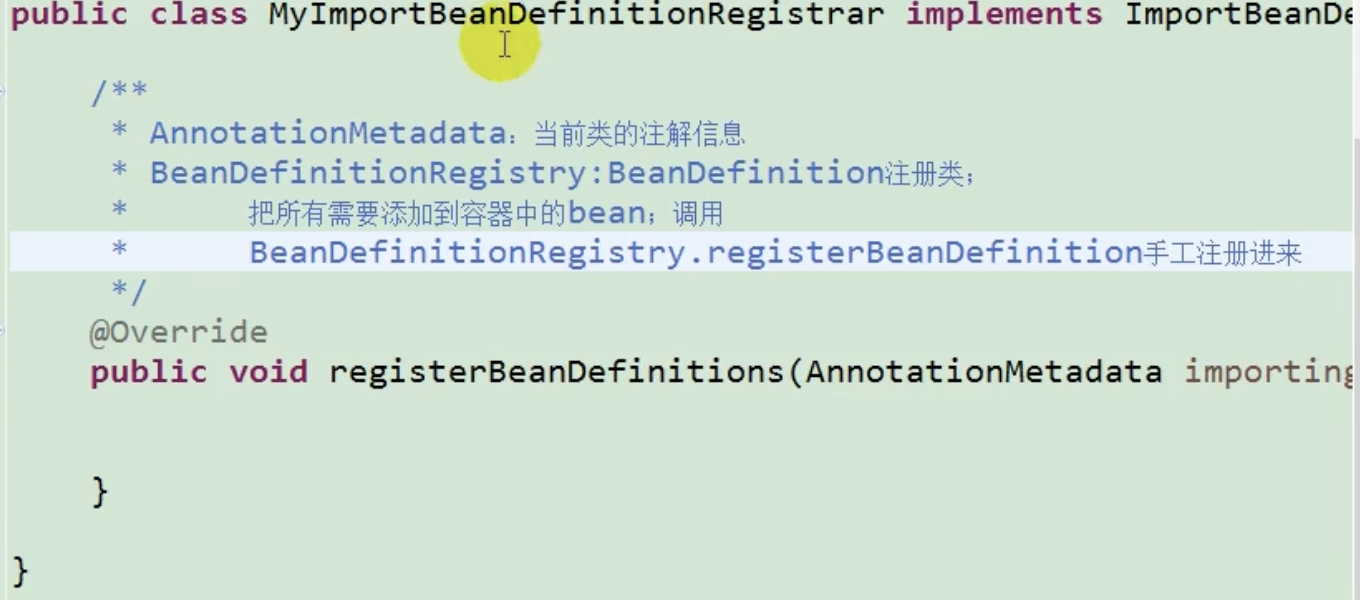 public class MyImportBeanDefinitionRegistrar implements ImportBeanDe
/**
* AnnotationMetadata：当前类的注解信息
* BeanDefinitionRegistry:BeanDefinition注册类；
* 把所有需要添加到容器中的bean；调用
* BeanDefinitionRegistry.registerBeanDefinition手工注册进来
*/
@Override
public void registerBeanDefinitions(AnnotationMetadata importing
}
}